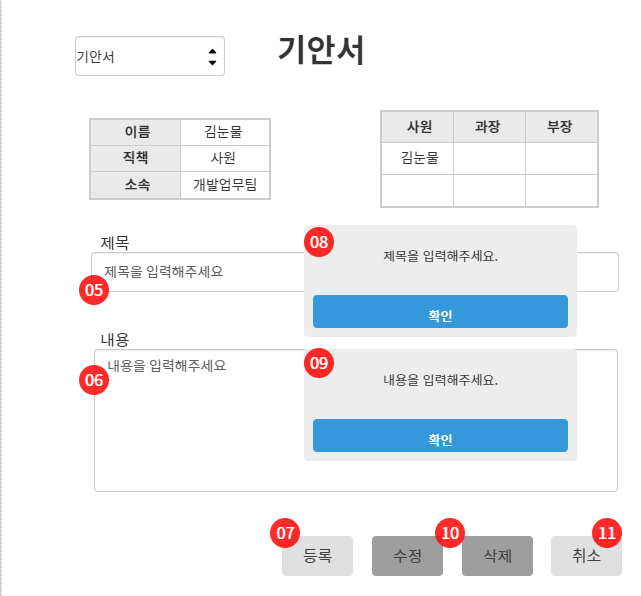 기안서
기안서
이름 김눈물
직책 사원
소속 개발업무팀
사원 과장 부장
김눈물
제목
08
제목을 입력해주세요.
제목을 입력해주세요
05
확인
내용
09
내용을 입력해주세요
06
내용을 입력해주세요.
확인
07 10 11
등록 수정 삭제 취소